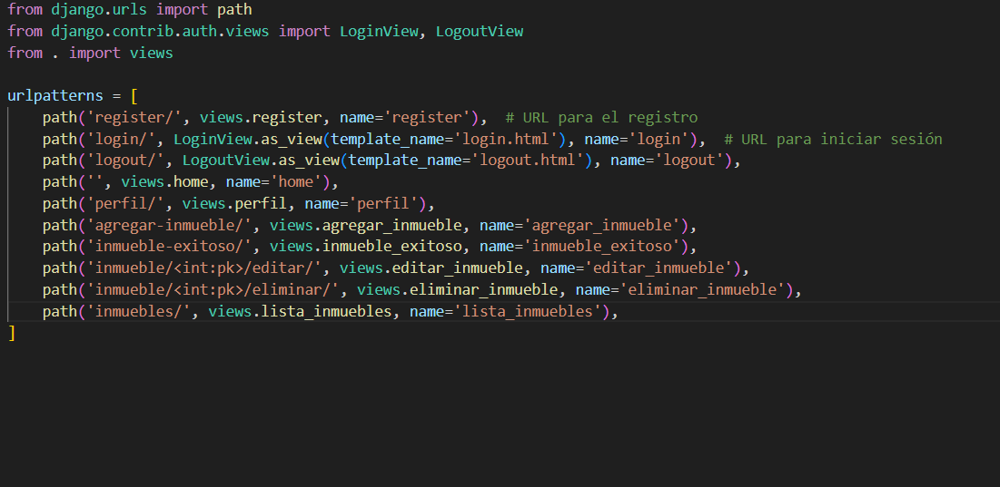 from django.urls import path
from django.contrib.auth.views import LoginView, LogoutView
from . import views

urlpatterns = [
    path('register/', views.register, name='register'),  # URL para el registro
    path('login/', LoginView.as_view(template_name='login.html'), name='login'),  # URL para iniciar sesión
    path('logout/', LogoutView.as_view(template_name='logout.html'), name='logout'),
    path('', views.home, name='home'),
    path('perfil/', views.perfil, name='perfil'),
    path('agregar-inmueble/', views.agregar_inmueble, name='agregar_inmueble'),
    path('inmueble-exitoso/', views.inmueble_exitoso, name='inmueble_exitoso'),
    path('inmueble/<int:pk>/editar/', views.editar_inmueble, name='editar_inmueble'),
    path('inmueble/<int:pk>/eliminar/', views.eliminar_inmueble, name='eliminar_inmueble'),
    path('inmuebles/', views.lista_inmuebles, name='lista_inmuebles'),
]